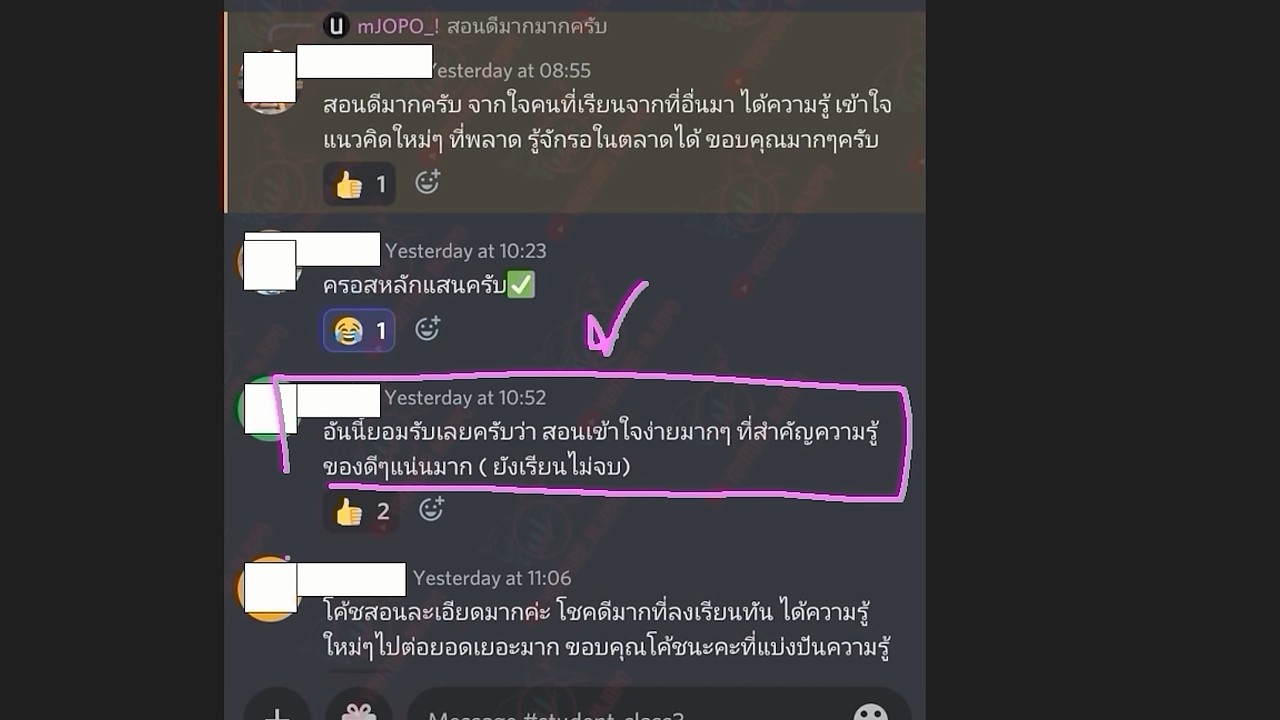 mJOPO_! สอนดีมากมากครับ
Yesterday at 08:55
สอนดีมากครับ จากใจคนที่เรียนจากที่อื่นมา ได้ความรู้ เข้าใจ
แนวคิดใหม่ๆ ที่พลาด รู้จักรอในตลาดได้ ขอบคุณมากๆครับ
👍 1
Yesterday at 10:23
ครอสหลักแสนครับ✅
😂 1
Yesterday at 10:52
อันนี้ยอมรับเลยครับว่า สอนเข้าใจง่ายมากๆ ที่สำคัญความรู้
ของดีๆแน่นมาก ( ยังเรียนไม่จบ)
👍 2
Yesterday at 11:06
โค้ชสอนละเอียดมากค่ะ โชคดีมากที่ลงเรียนทัน ได้ความรู้
ใหม่ๆไปต่อยอดเยอะมาก ขอบคุณโค้ชนะคะที่แบ่งปันความรู้
Message #student-class3